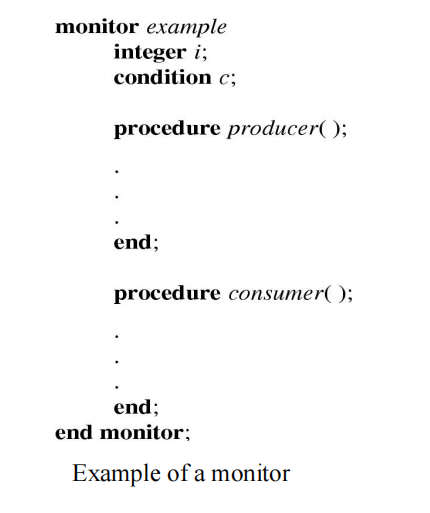 monitor example
integer i;
condition c;
procedure producer( );
.
.
.
end;
procedure consumer( );
.
.
.
end;
end monitor;
Example of a monitor